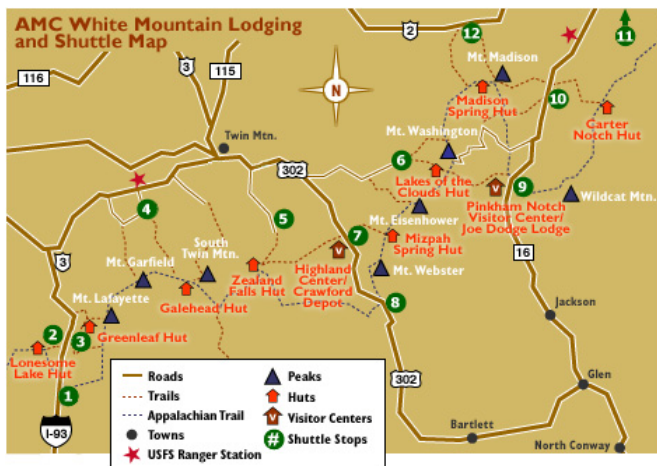 AMC White Mountain Lodging
and Shuttle Map
2
12
11
Mt. Madison
3
116
115
N
Madison
Spring Hut
10
Carter
Notch Hut
Twin Mtn.
Mt. Washington
302
6
Lakes of the
Clouds Hut
4
9
Wildcat Mtn.
Pinkham Notch
Visitor Center/
Joe Dodge Lodge
5
Mt. Eisenhower
7
Mizpah
Spring Hut
3
South
Twin Mtn.
Mt. Garfield
Zealand
Falls Hut
Highland
Center/
Crawford
Depot
Mt. Webster
16
Galehead Hut
Mt. Lafayette
8
Jackson
2
3
Greenleaf Hut
Lonesome
Lake Hut
1
302
Glen
I-93
Bartlett
North Conway
Roads
Trails
Appalachian Trail
Towns
USFS Ranger Station
Peaks
Huts
V
Visitor Centers
#
Shuttle Stops
V
V